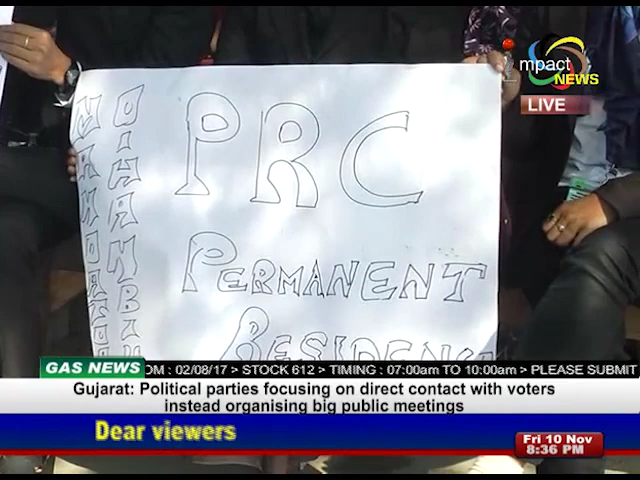 impact
NEWS
LIVE
PRC
PERMANENT
RESIDENC
GAS NEWS
OM : 02/08/17 > STOCK 612 > TIMING : 07:00am TO 10:00am > PLEASE SUBMIT
Gujarat: Political parties focusing on direct contact with voters
instead organising big public meetings
Dear viewers
Fri 10 Nov
8:36 PM